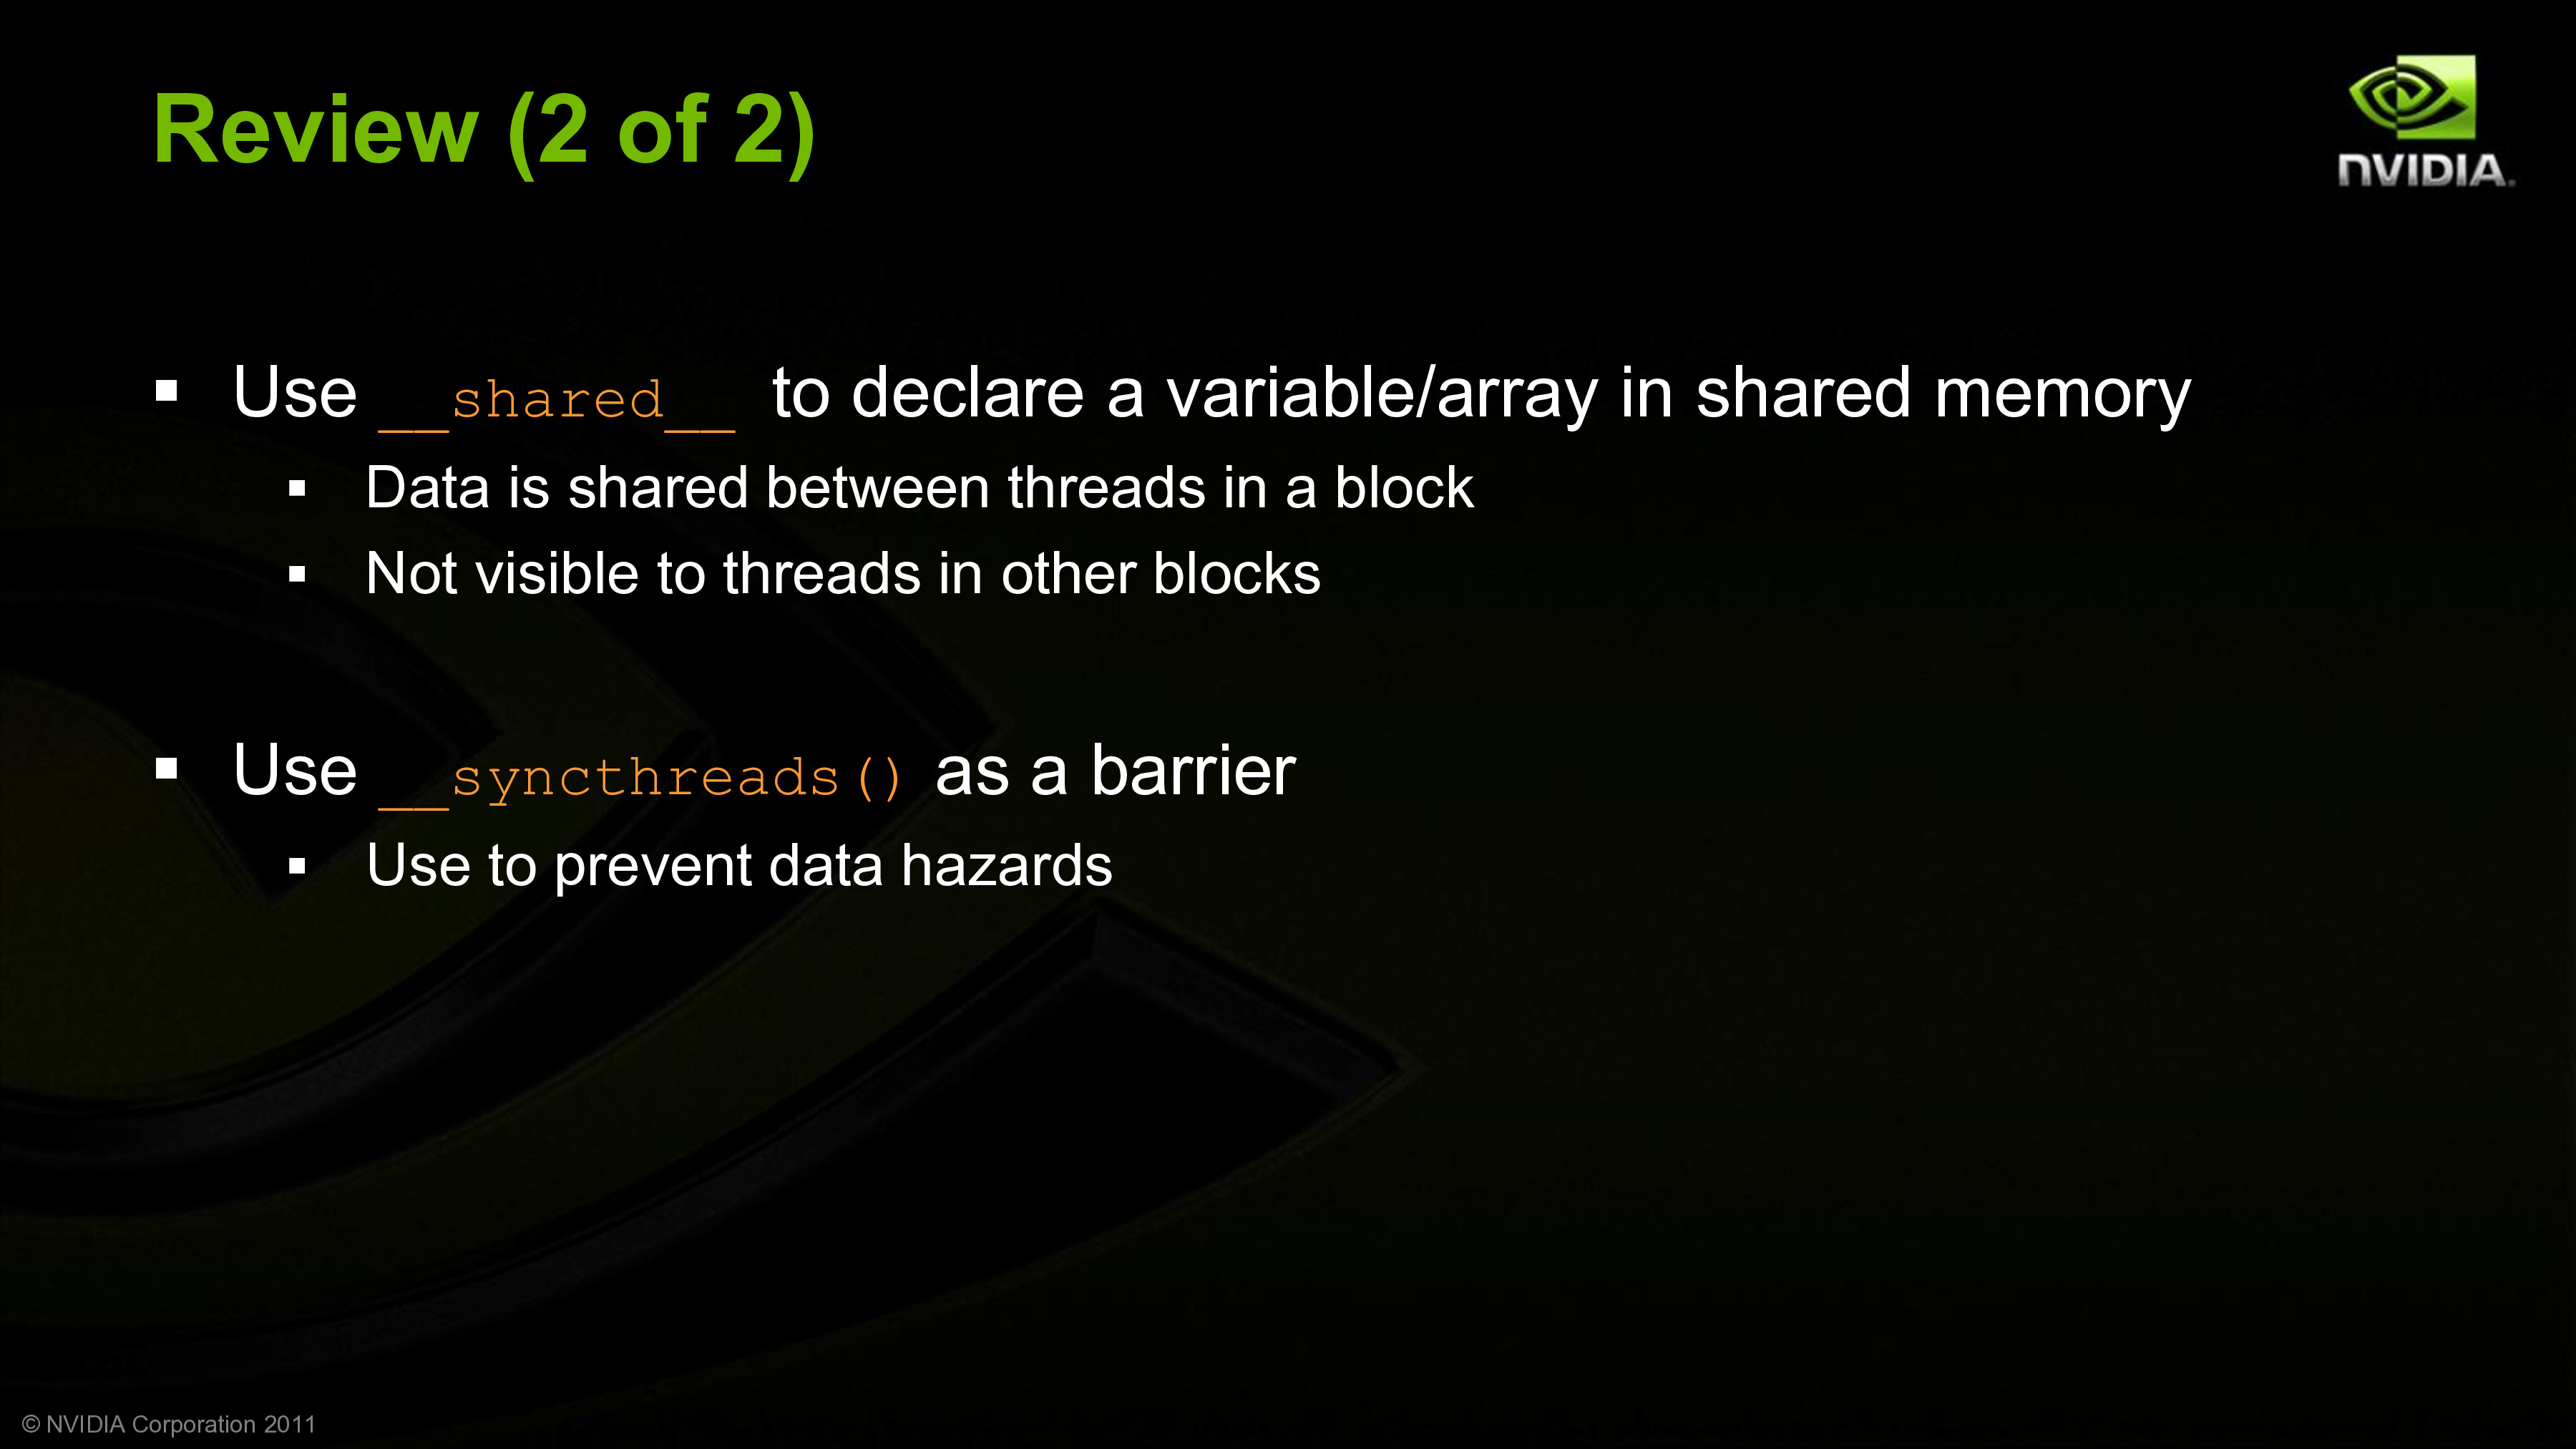 Review (2 of 2)
NVIDIA.
▪ Use __shared__ to declare a variable/array in shared memory
▪ Data is shared between threads in a block
▪ Not visible to threads in other blocks
▪ Use __syncthreads() as a barrier
▪ Use to prevent data hazards
© NVIDIA Corporation 2011